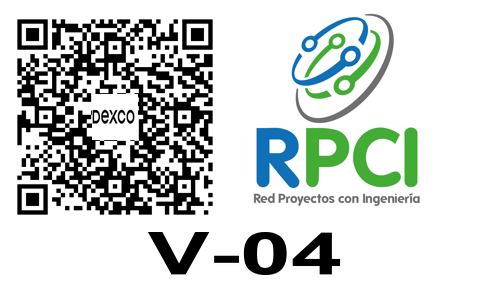 Dexco
RPCI
Red Proyectos con Ingeniería
V-04